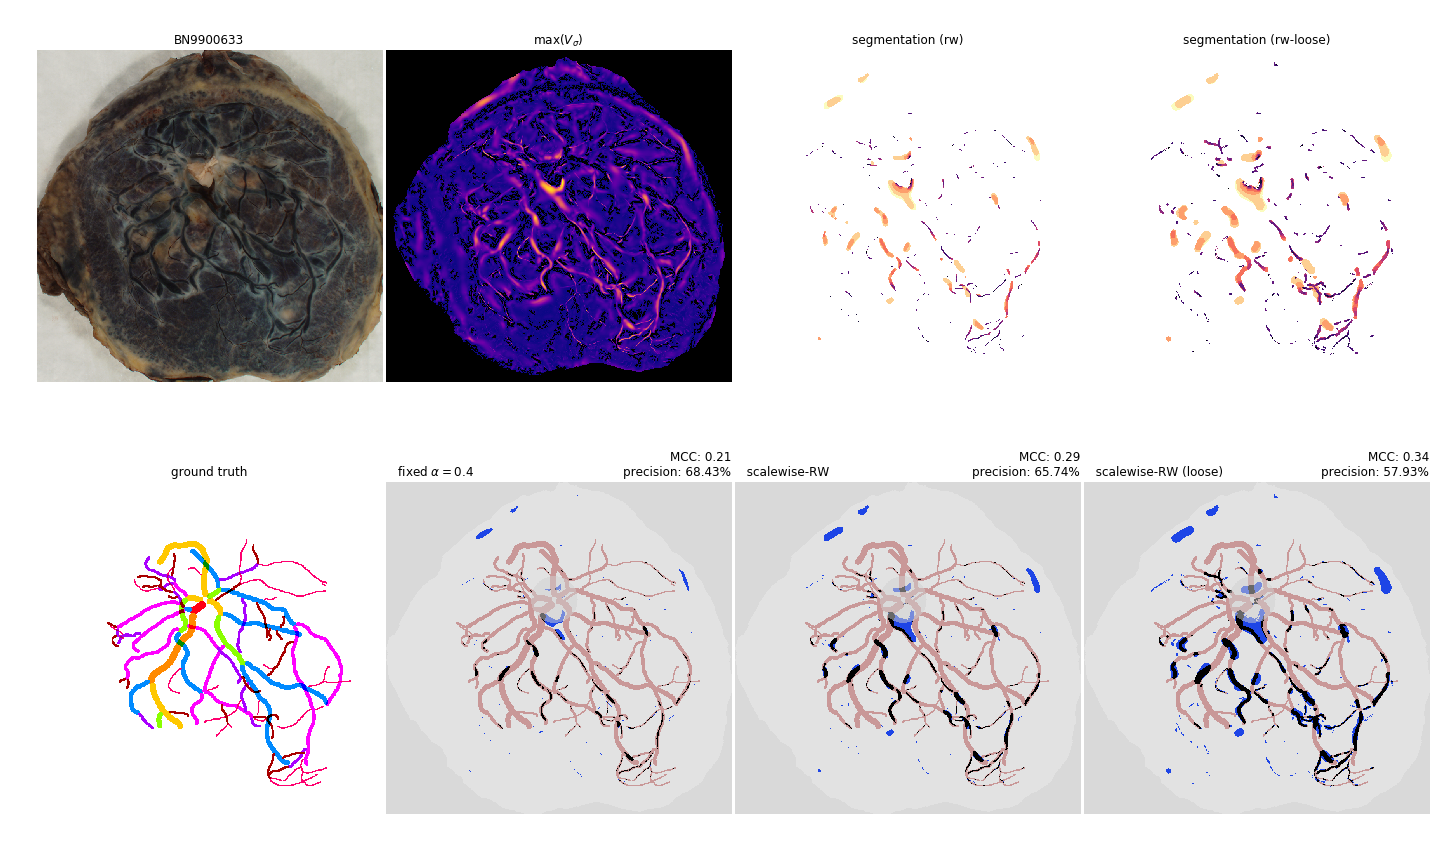 BN9900633
max(V_σ)
segmentation (rw)
segmentation (rw-loose)
ground truth
fixed α = 0.4
MCC: 0.21
precision: 68.43%
scalewise-RW
MCC: 0.29
precision: 65.74%
scalewise-RW (loose)
MCC: 0.34
precision: 57.93%